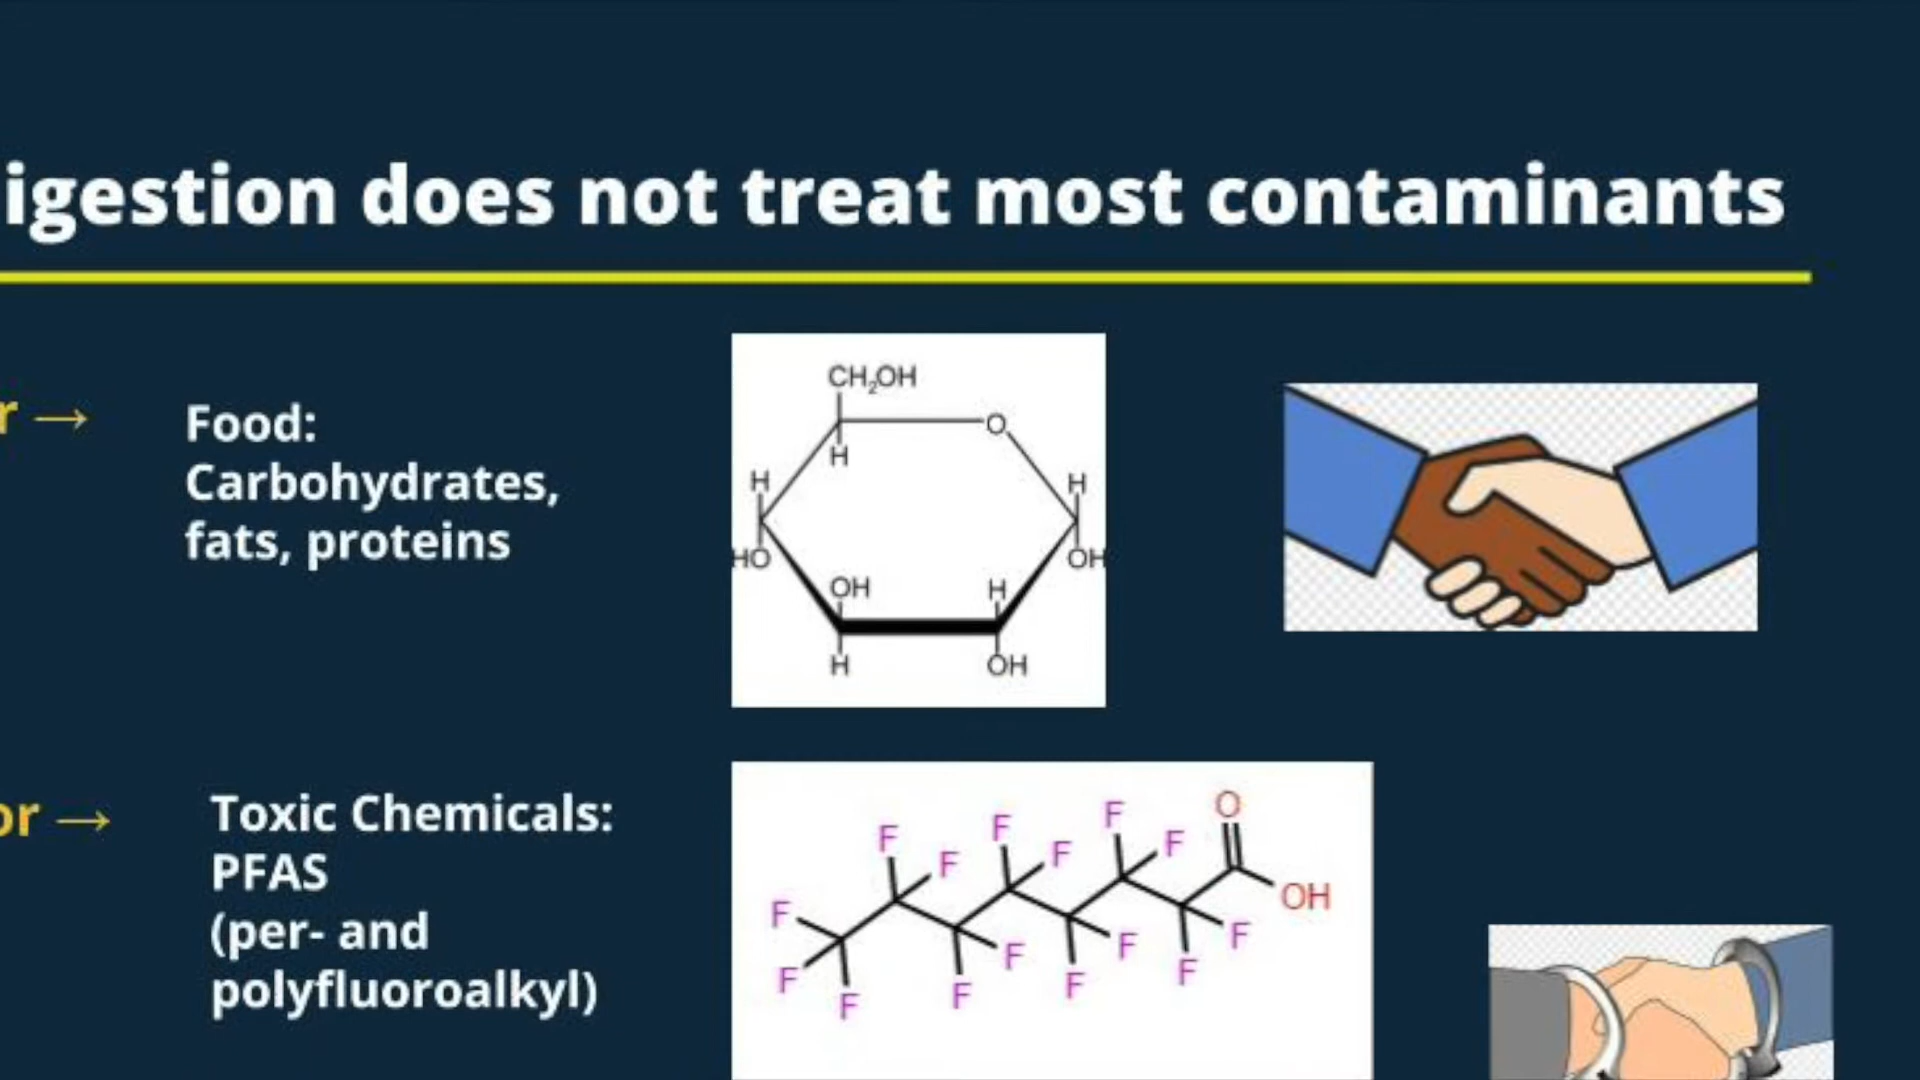 igestion does not treat most contaminants
r →
Food:
Carbohydrates,
fats, proteins
CH₂OH
O
H
H
H
HO
OH
OH
H
H
OH
or →
Toxic Chemicals:
PFAS
(per- and
polyfluoroalkyl)
O
F
F
F
F
F
F
OH
F
F
F
F
F
F
F
F
F